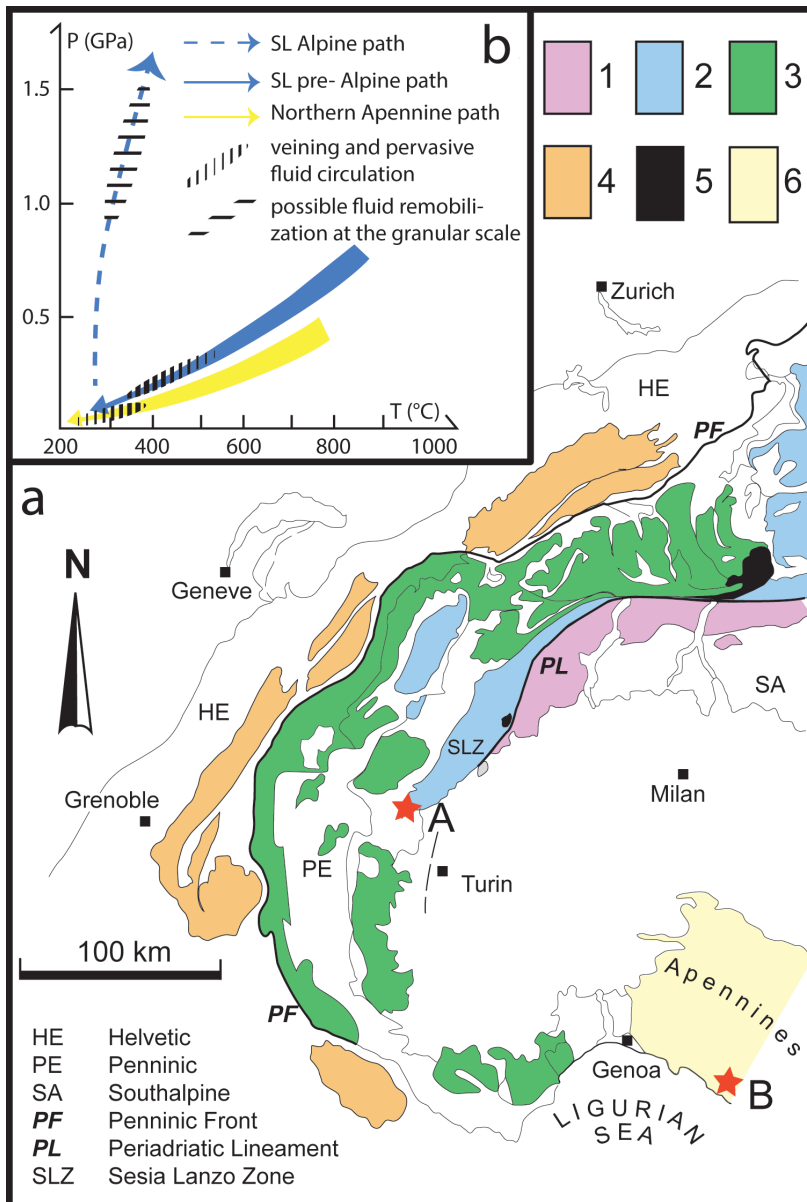 P (GPa)
SL Alpine path
SL pre- Alpine path
Northern Apennine path
veining and pervasive
fluid circulation
possible fluid remobili-
zation at the granular scale
b
1.5
1.0
0.5
T (°C)
200
400
600
800
1000
1
2
3
4
5
6
a
Zurich
HE
PF
N
Geneve
PL
SA
HE
SLZ
Milan
Grenoble
A
PE
Turin
100 km
Apennines
PF
Genoa
B
LIGURIAN
SEA
HE Helvetic
PE Penninic
SA Southalpine
PF Penninic Front
PL Periadriatic Lineament
SLZ Sesia Lanzo Zone